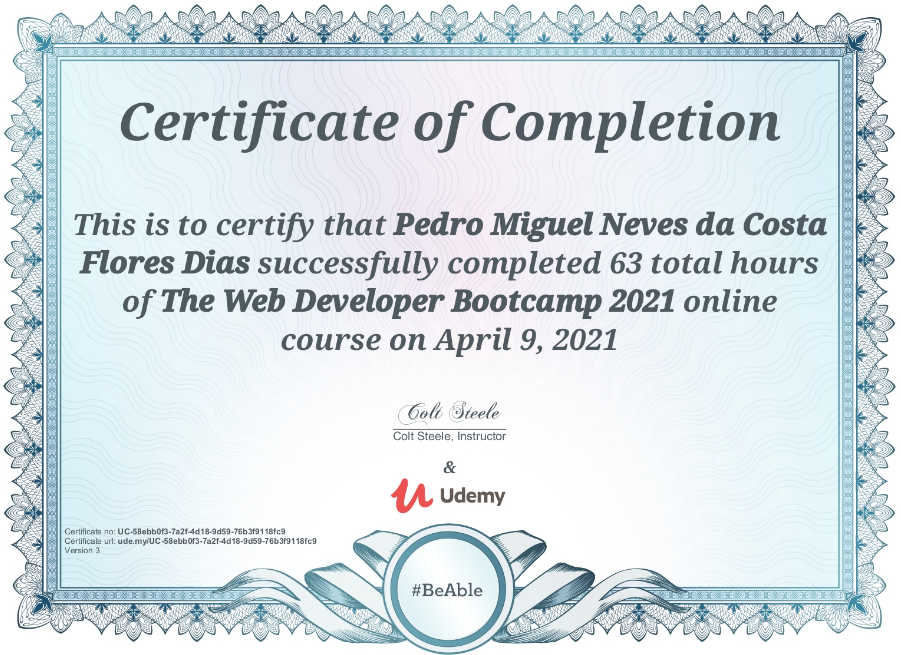 Certificate of Completion
This is to certify that Pedro Miguel Neves da Costa
Flores Dias successfully completed 63 total hours
of The Web Developer Bootcamp 2021 online
course on April 9, 2021
Colt Steele
Colt Steele, Instructor
&
Udemy
Certificate no: UC-58ebb0f3-7a2f-4d18-9d59-76b3f9118fc9
Certificate url: ude.my/UC-58ebb0f3-7a2f-4d18-9d59-76b3f9118fc9
Version 3
#BeAble